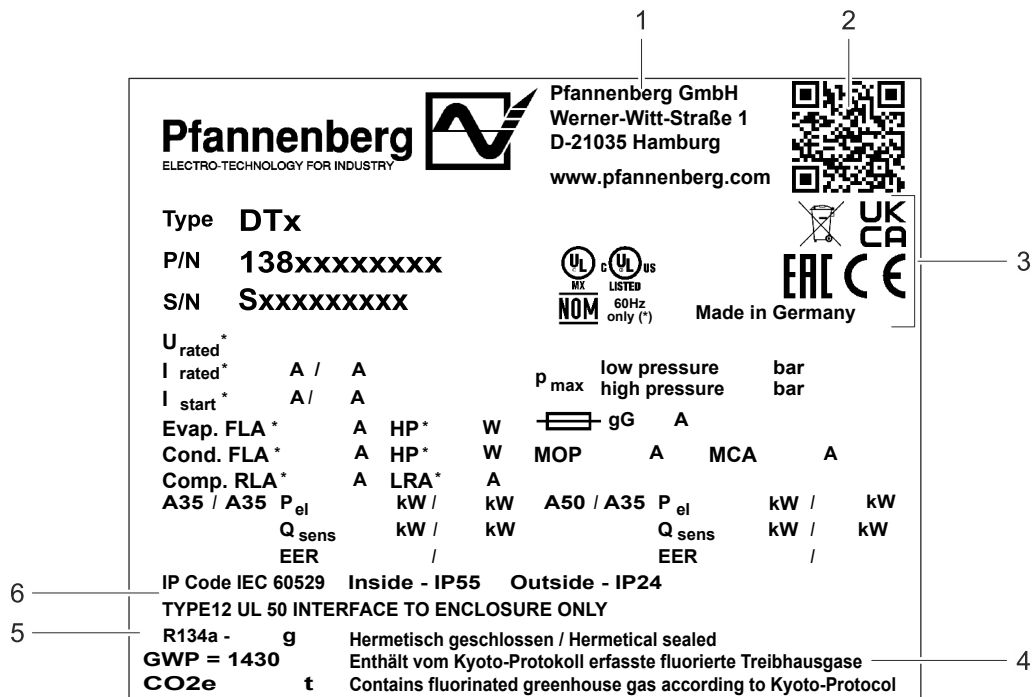 1
2
Pfannenberg
ELECTRO-TECHNOLOGY FOR INDUSTRY
Pfannenberg GmbH
Werner-Witt-Straße 1
D-21035 Hamburg
www.pfannenberg.com
Type DTx
P/N 138xxxxxxxx
S/N Sxxxxxxxxx
UL
MX
NOM
C UL US
LISTED
60Hz
only (*)
UK
CA
EAC CE
Made in Germany
3
U rated *
I rated * A / A
I start * A / A
p max low pressure bar
high pressure bar
gG A
Evap. FLA * A HP * W
Cond. FLA * A HP * W MOP A MCA A
Comp. RLA * A LRA * A
A35 / A35 P el kW / kW A50 / A35 P el kW / kW
Q sens kW / kW Q sens kW / kW
EER / EER /
IP Code IEC 60529 Inside - IP55 Outside - IP24
6
TYPE12 UL 50 INTERFACE TO ENCLOSURE ONLY
5
R134a - g Hermetisch geschlossen / Hermetical sealed
GWP = 1430 Enthält vom Kyoto-Protokoll erfasste fluorierte Treibhausgase
4
CO2e t Contains fluorinated greenhouse gas according to Kyoto-Protocol